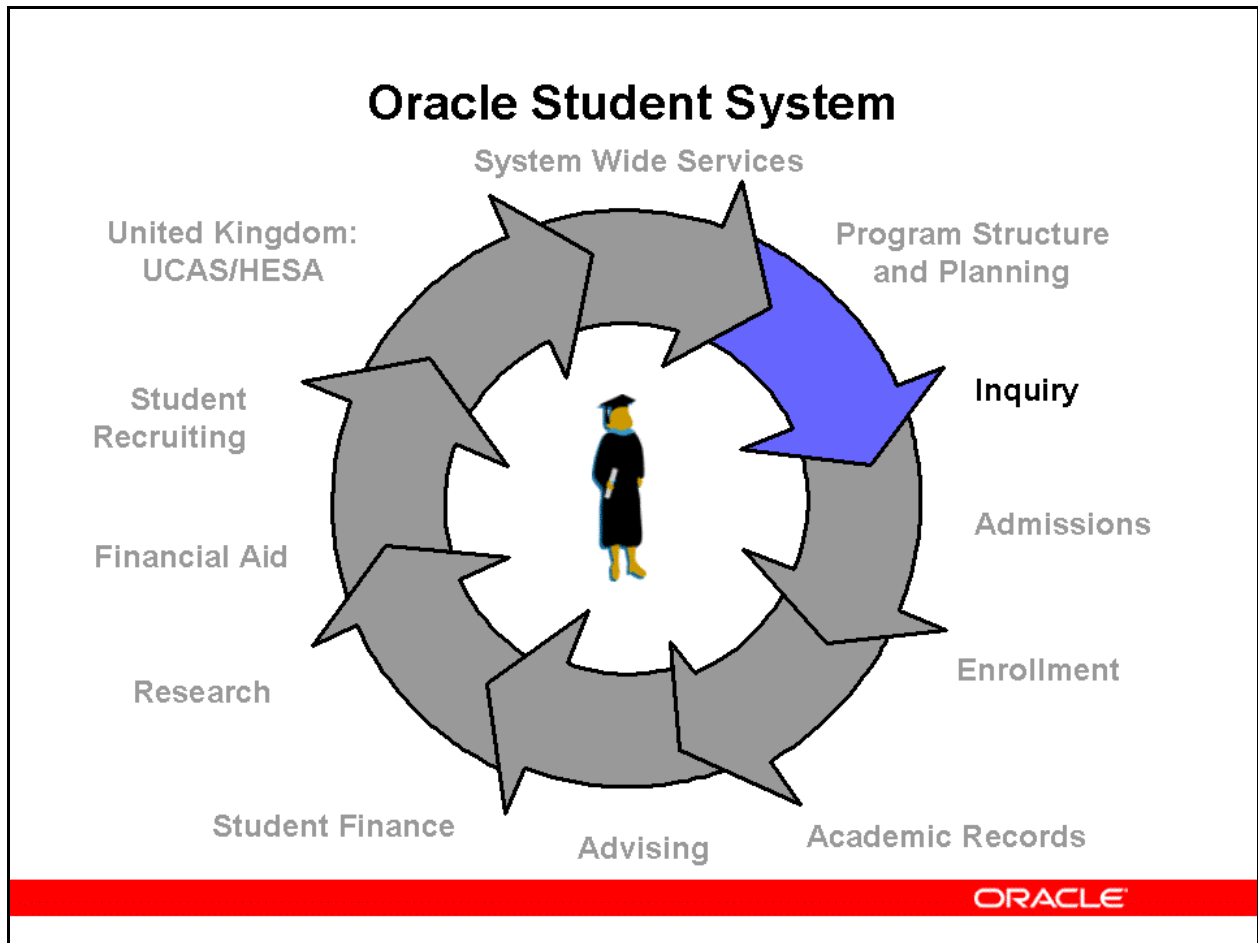 Oracle Student System
System Wide Services
United Kingdom:
UCAS/HESA
Program Structure
and Planning
Student
Recruiting
Inquiry
Financial Aid
Admissions
Research
Enrollment
Student Finance
Advising
Academic Records
ORACLE